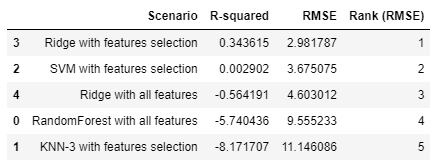 Scenario R-squared RMSE Rank (RMSE)
3 Ridge with features selection 0.343615 2.981787 1
2 SVM with features selection 0.002902 3.675075 2
4 Ridge with all features -0.564191 4.603012 3
0 RandomForest with all features -5.740436 9.555233 4
1 KNN-3 with features selection -8.171707 11.146086 5